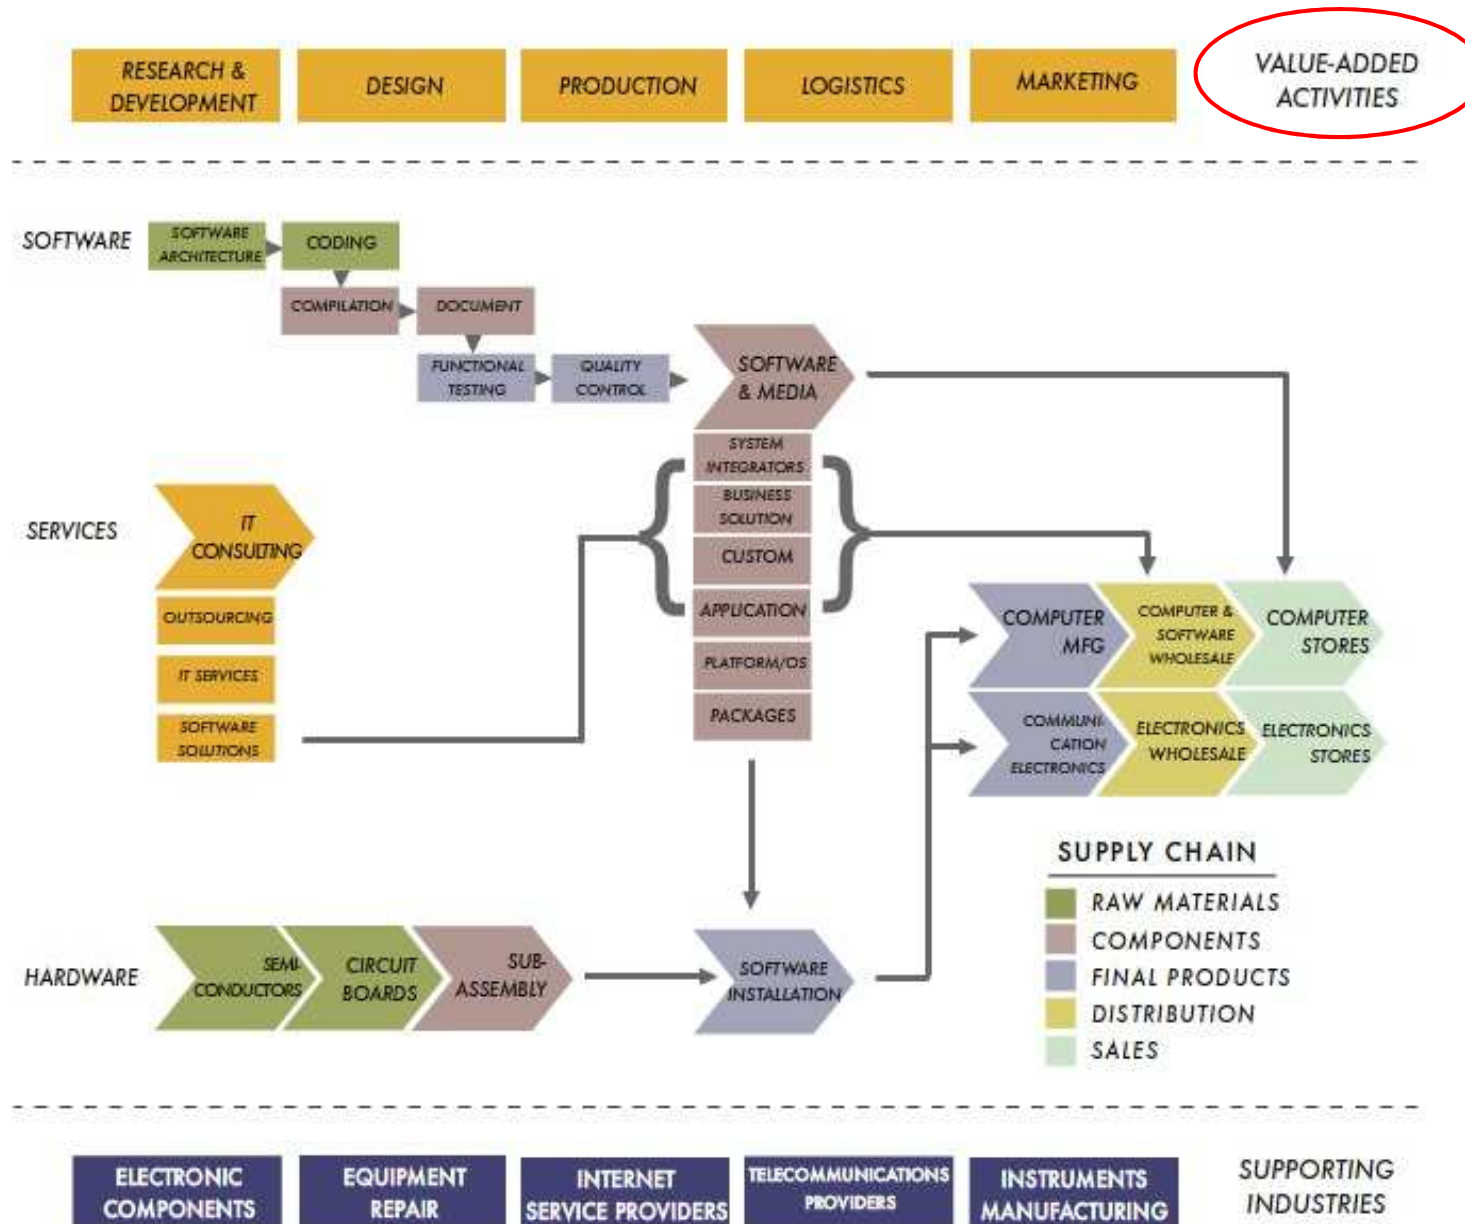 RESEARCH &
DEVELOPMENT
DESIGN
PRODUCTION
LOGISTICS
MARKETING
VALUE-ADDED
ACTIVITIES
SOFTWARE
SOFTWARE
ARCHITECTURE
CODING
COMPILATION
DOCUMENT
FUNCTIONAL
TESTING
QUALITY
CONTROL
SOFTWARE
& MEDIA
SYSTEM
INTEGRATORS
BUSINESS
SOLUTION
CUSTOM
APPLICATION
PLATFORM/OS
PACKAGES
SERVICES
IT
CONSULTING
OUTSOURCING
IT SERVICES
SOFTWARE
SOLUTIONS
COMPUTER
MFG
COMPUTER &
SOFTWARE
WHOLESALE
COMPUTER
STORES
COMMUNI-
CATION
ELECTRONICS
ELECTRONICS
WHOLESALE
ELECTRONICS
STORES
SUPPLY CHAIN
RAW MATERIALS
COMPONENTS
FINAL PRODUCTS
DISTRIBUTION
SALES
HARDWARE
SEMI-
CONDUCTORS
CIRCUIT
BOARDS
SUB-
ASSEMBLY
SOFTWARE
INSTALLATION
ELECTRONIC
COMPONENTS
EQUIPMENT
REPAIR
INTERNET
SERVICE PROVIDERS
TELECOMMUNICATIONS
PROVIDERS
INSTRUMENTS
MANUFACTURING
SUPPORTING
INDUSTRIES